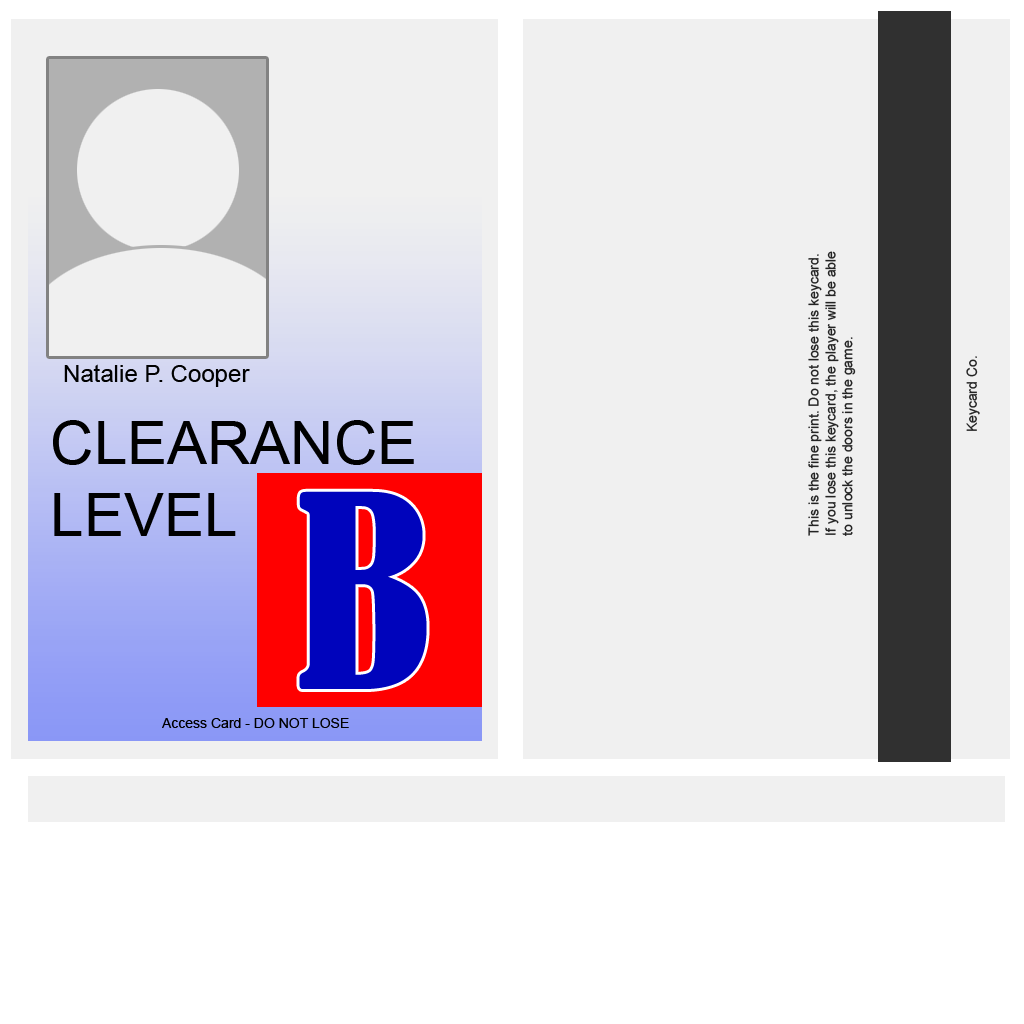 Natalie P. Cooper
CLEARANCE
LEVEL
B
Access Card - DO NOT LOSE
This is the fine print. Do not lose this keycard.
If you lose this keycard, the player will be able
to unlock the doors in the game.
Keycard Co.